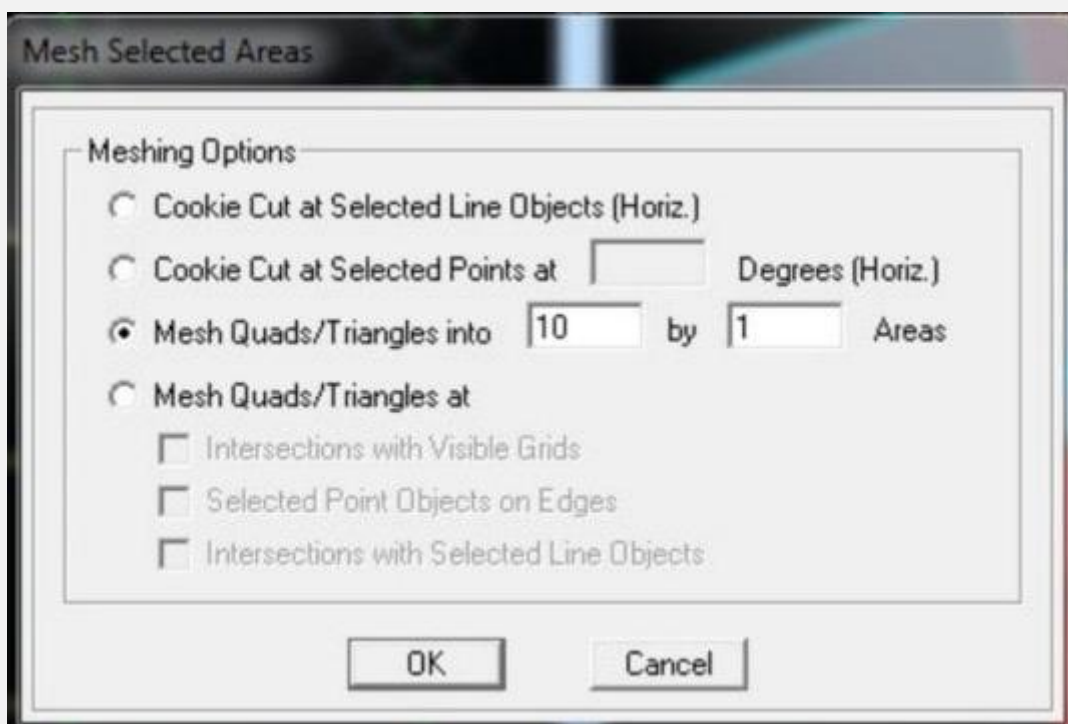 Mesh Selected Areas
Meshing Options
Cookie Cut at Selected Line Objects (Horiz.)
Cookie Cut at Selected Points at Degrees (Horiz.)
Mesh Quads/Triangles into 10 by 1 Areas
Mesh Quads/Triangles at
Intersections with Visible Grids
Selected Point Objects on Edges
Intersections with Selected Line Objects
OK Cancel